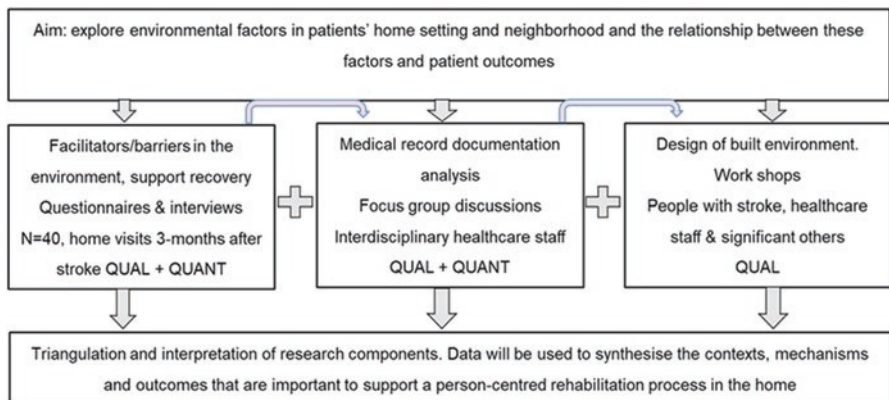 Aim: explore environmental factors in patients' home setting and neighborhood and the relationship between these
factors and patient outcomes
Facilitators/barriers in the
environment, support recovery
Questionnaires & interviews
N=40, home visits 3-months after
stroke QUAL + QUANT
Medical record documentation
analysis
Focus group discussions
Interdisciplinary healthcare staff
QUAL + QUANT
Design of built environment.
Work shops
People with stroke, healthcare
staff & significant others
QUAL
Triangulation and interpretation of research components. Data will be used to synthesise the contexts, mechanisms
and outcomes that are important to support a person-centred rehabilitation process in the home